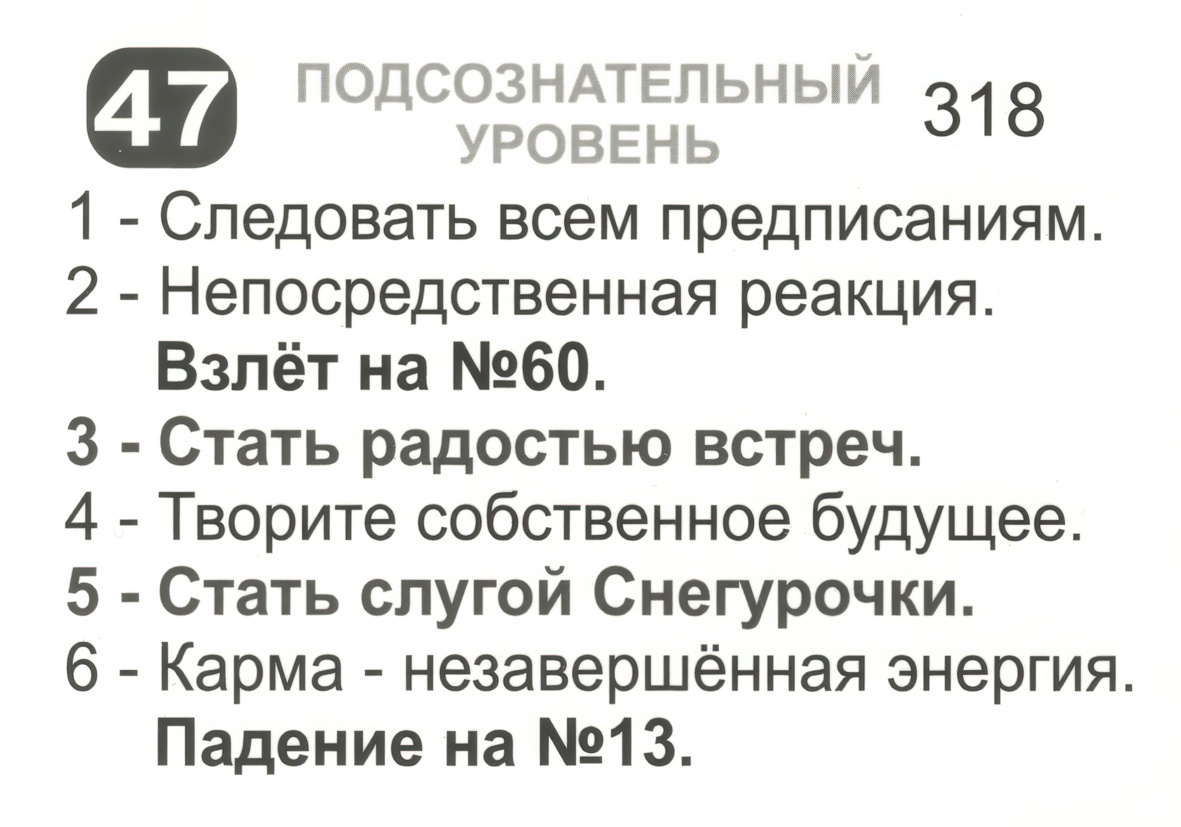 47 ПОДСОЗНАТЕЛЬНЫЙ УРОВЕНЬ 318
1 - Следовать всем предписаниям.
2 - Непосредственная реакция.
Взлёт на №60.
3 - Стать радостью встреч.
4 - Творите собственное будущее.
5 - Стать слугой Снегурочки.
6 - Карма - незавершённая энергия.
Падение на №13.